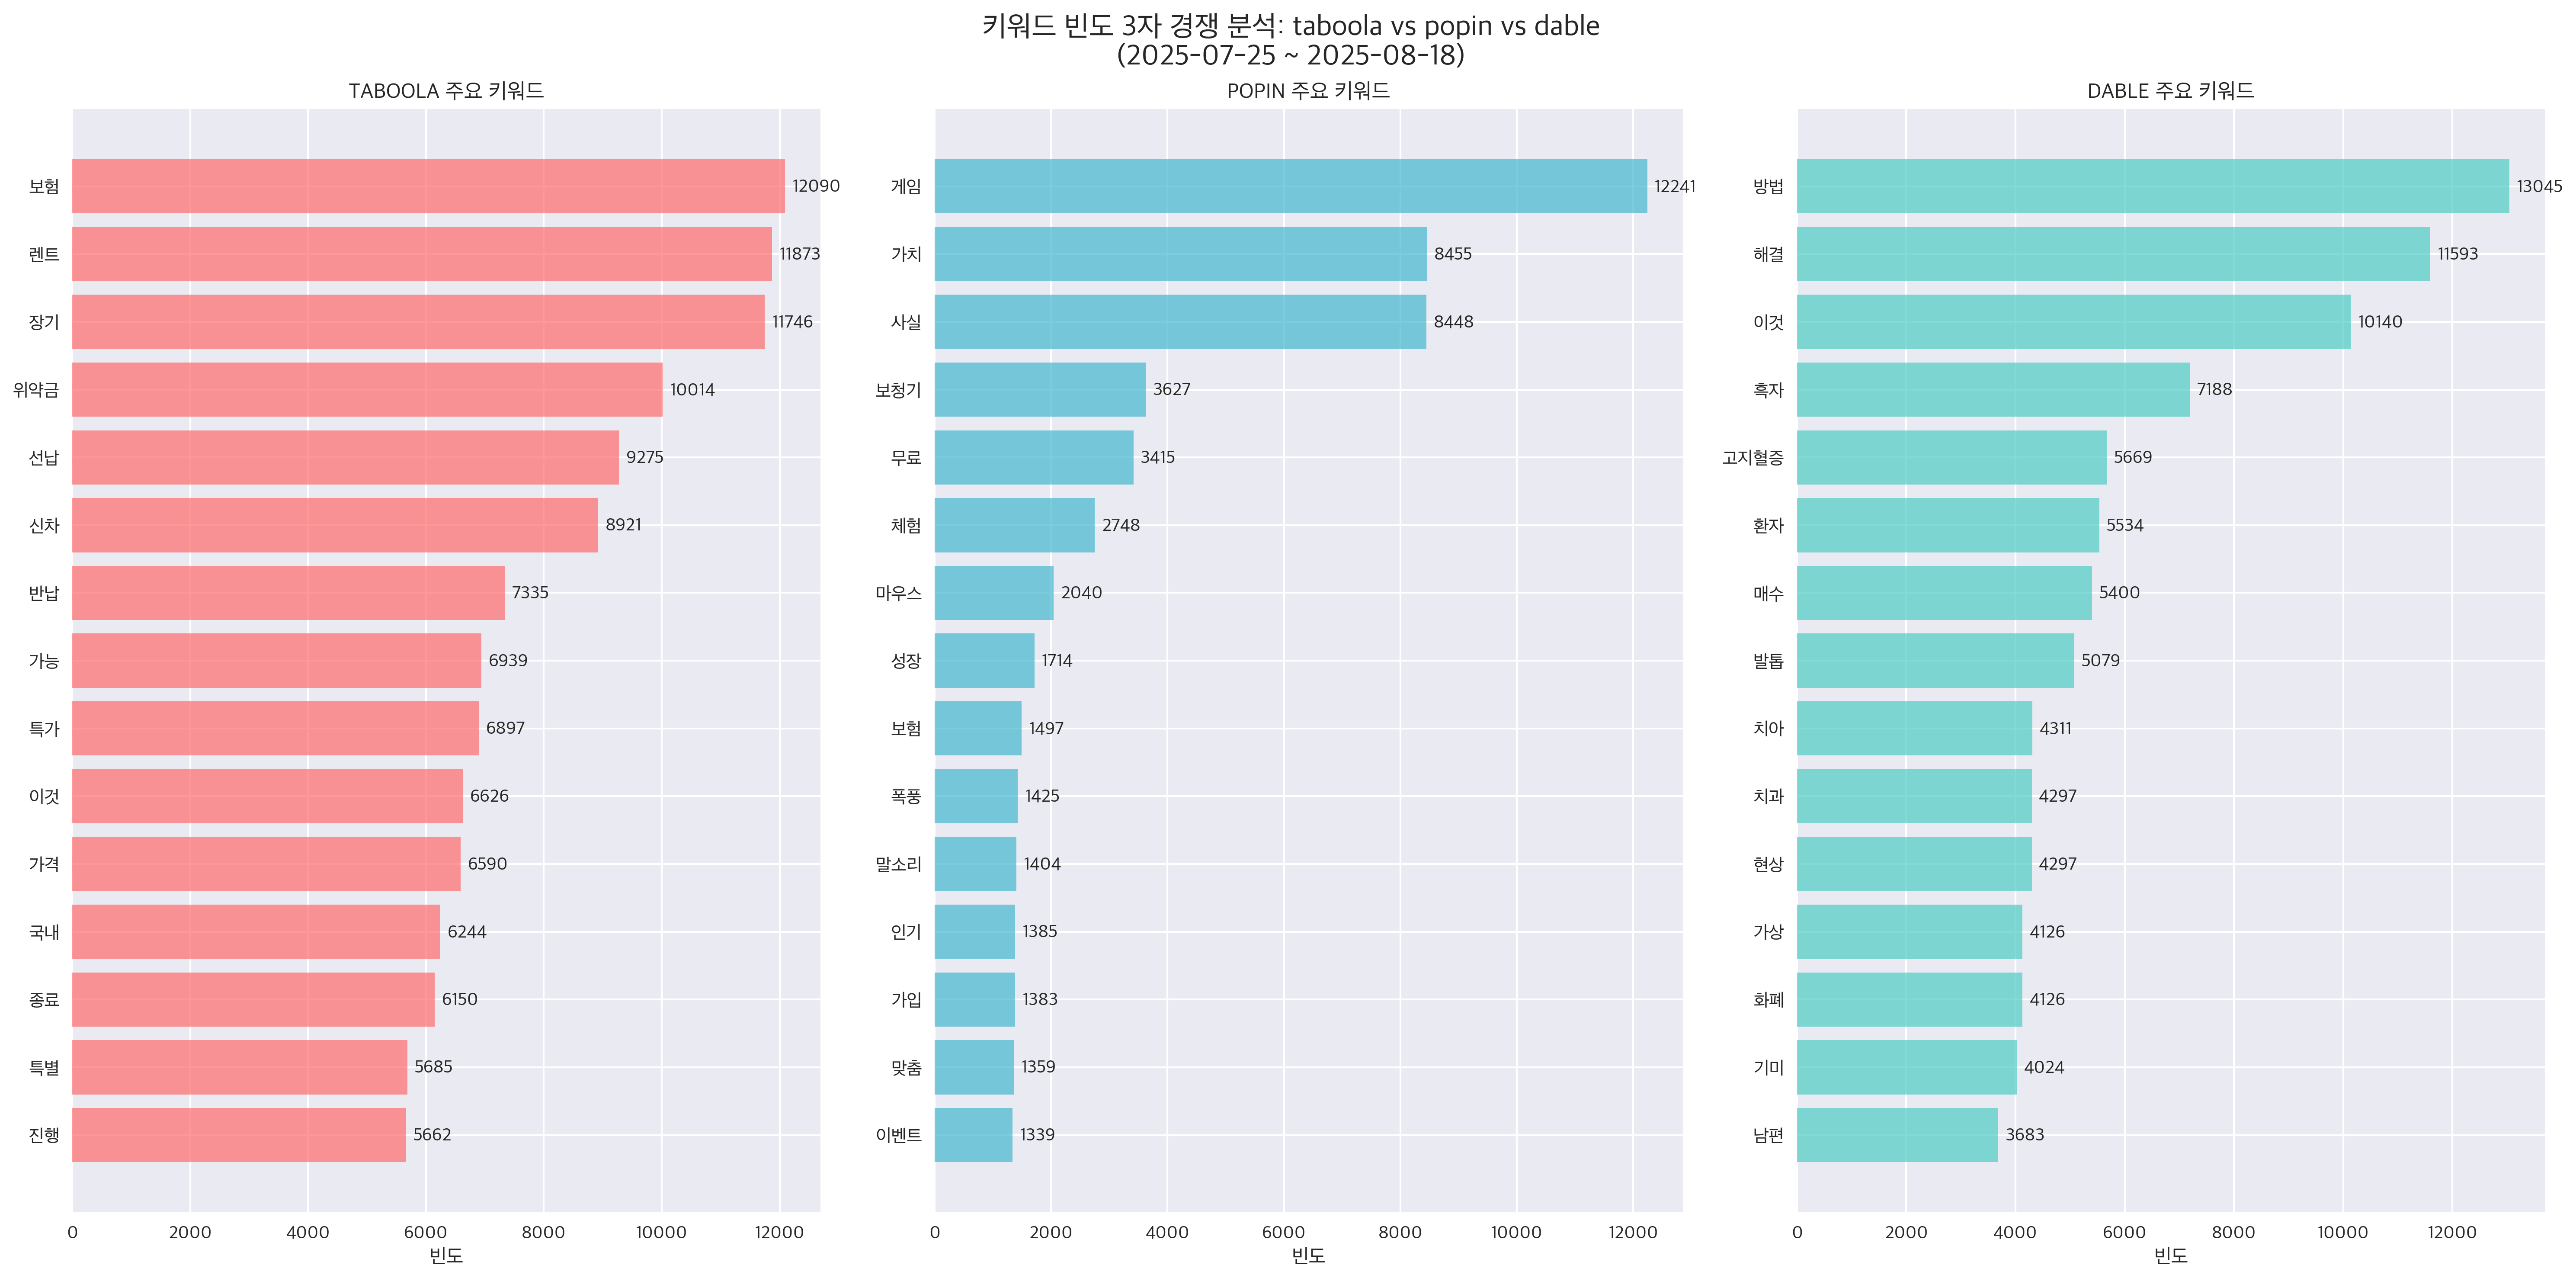 키워드 빈도 3자 경쟁 분석: taboola vs popin vs dable
(2025-07-25 ~ 2025-08-18)
TABOOLA 주요 키워드
보험 12090
렌트 11873
장기 11746
위약금 10014
선납 9275
신차 8921
반납 7335
가능 6939
특가 6897
이것 6626
가격 6590
국내 6244
종료 6150
특별 5685
진행 5662
0 2000 4000 6000 8000 10000 12000
빈도
POPIN 주요 키워드
게임 12241
가치 8455
사실 8448
보청기 3627
무료 3415
체험 2748
마우스 2040
성장 1714
보험 1497
폭풍 1425
말소리 1404
인기 1385
가입 1383
맞춤 1359
이벤트 1339
0 2000 4000 6000 8000 10000 12000
빈도
DABLE 주요 키워드
방법 13045
해결 11593
이것 10140
흑자 7188
고지혈증 5669
환자 5534
매수 5400
발톱 5079
치아 4311
치과 4297
현상 4297
가상 4126
화폐 4126
기미 4024
남편 3683
0 2000 4000 6000 8000 10000 12000
빈도